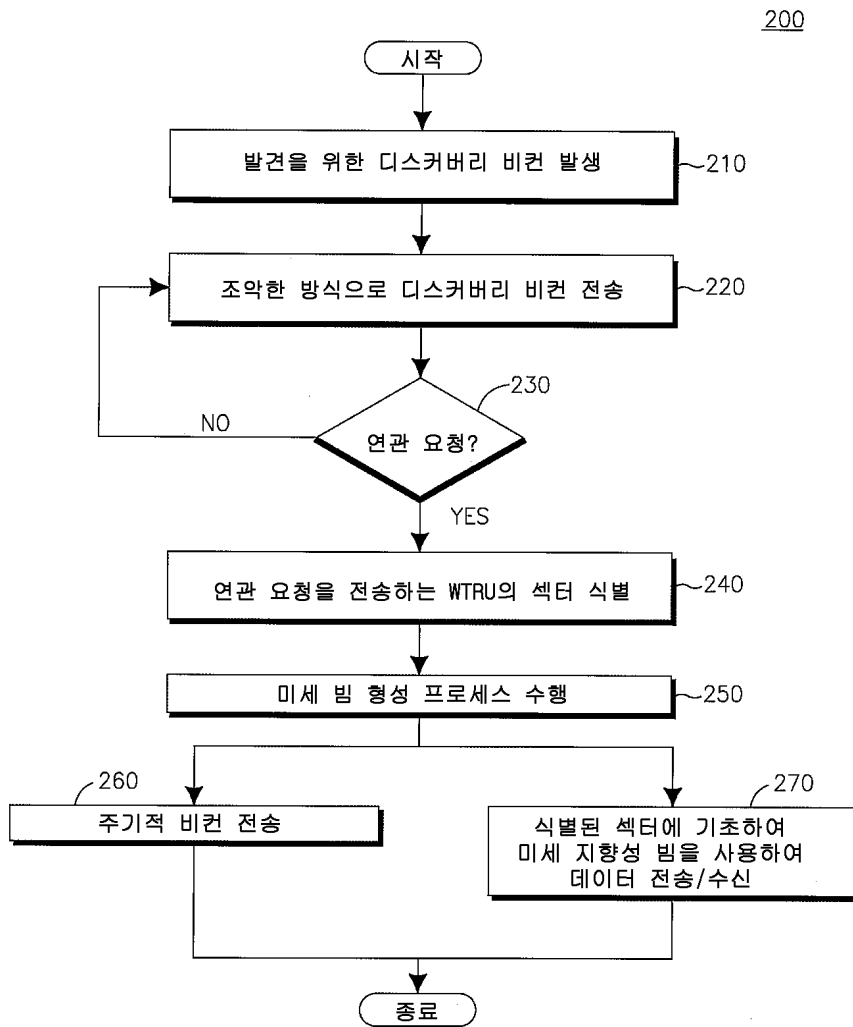 200
시작
발견을 위한 디스커버리 비컨 발생
210
조악한 방식으로 디스커버리 비컨 전송
220
230
연관 요청?
NO
YES
연관 요청을 전송하는 WTRU의 섹터 식별
240
미세 빔 형성 프로세스 수행
250
260
주기적 비컨 전송
270
식별된 섹터에 기초하여
미세 지향성 빔을 사용하여
데이터 전송/수신
종료